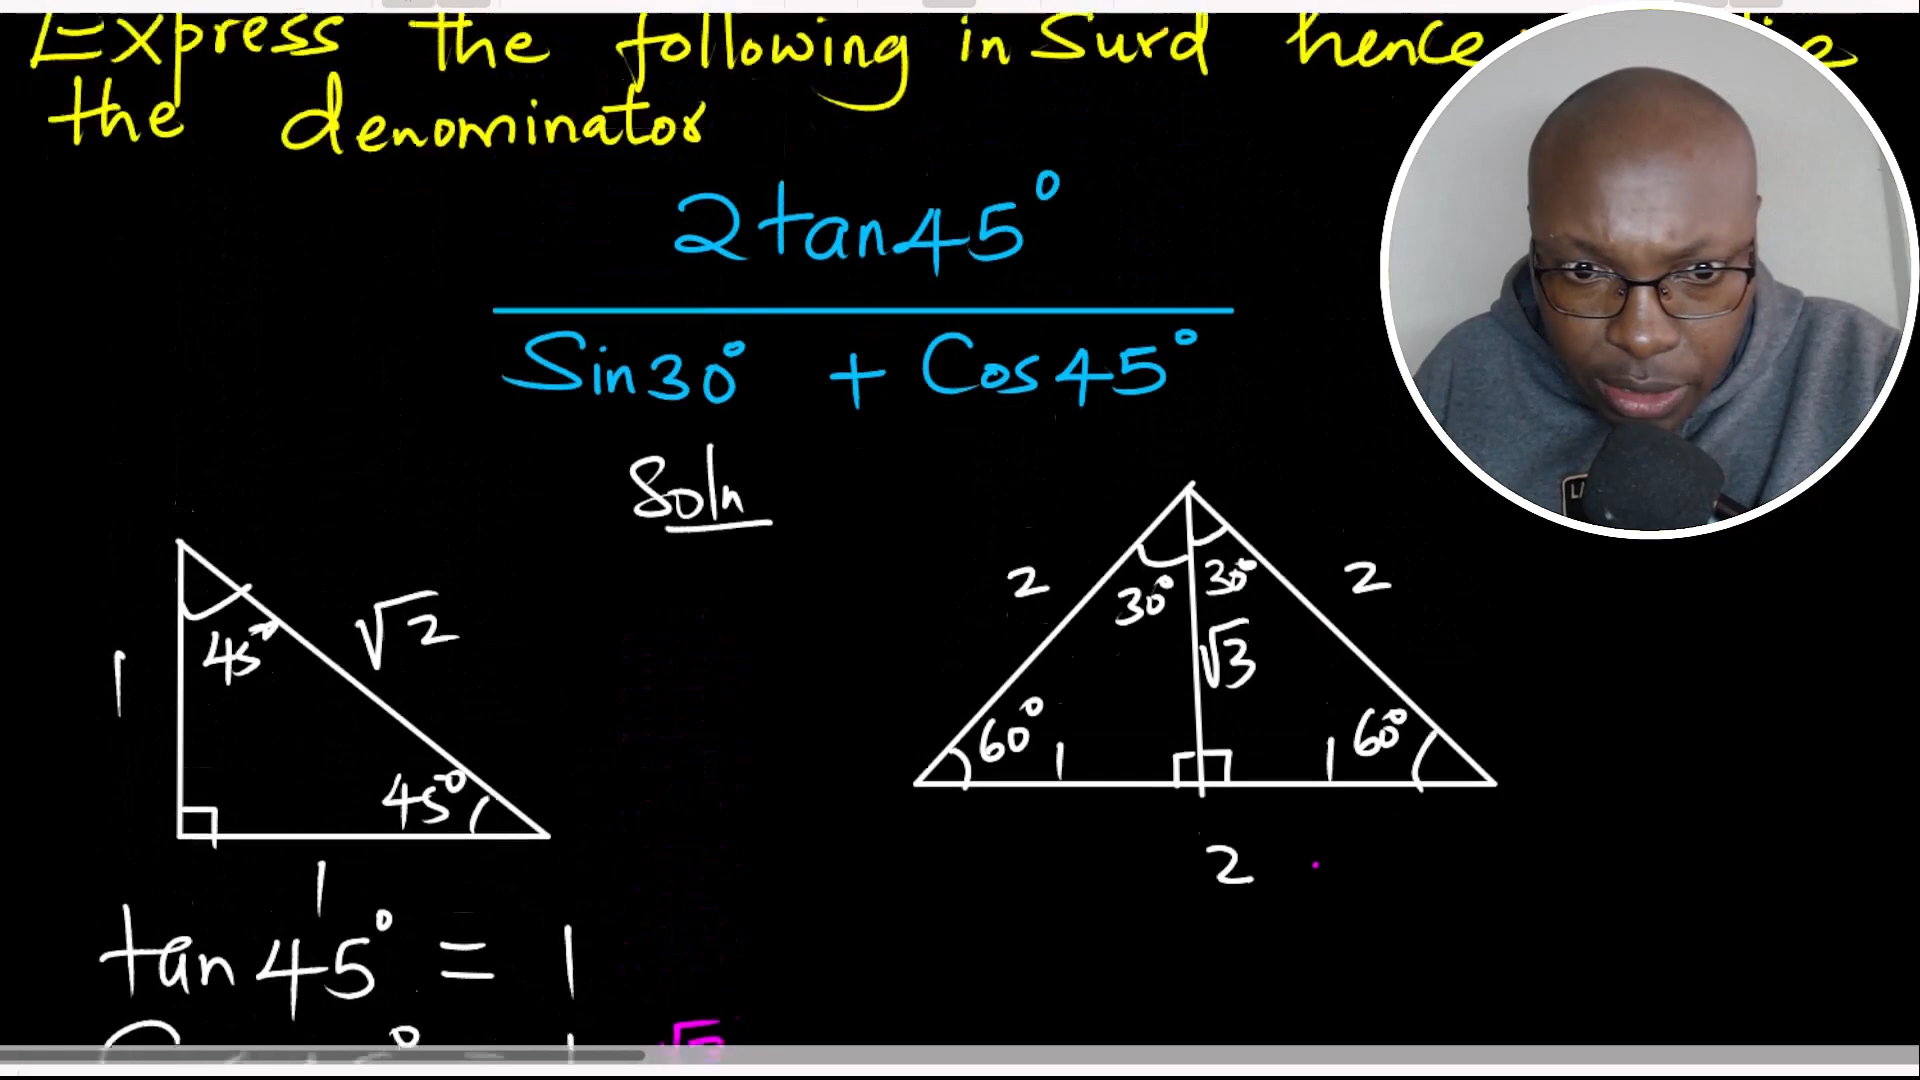 Express the following in Surd hence
the denominator
2tan45°
Sin30° + Cos45°
Soln
45°
√2
1
45°
1
2
30°
30°
2
√3
60°
1
1
60°
2
tan45° = 1